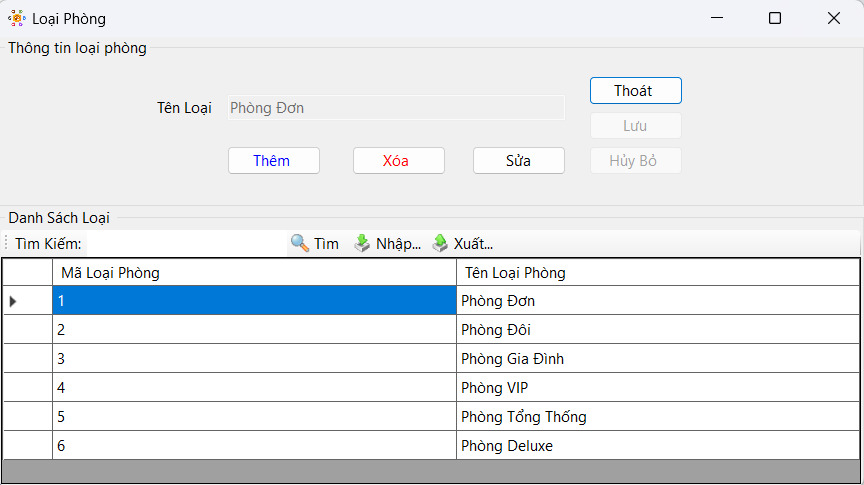 Loại Phòng
Thông tin loại phòng
Tên Loại Phòng Đơn
Thoát
Lưu
Thêm Xóa Sửa Hủy Bỏ
Danh Sách Loại
Tìm Kiếm: Tìm Nhập... Xuất...
Mã Loại Phòng Tên Loại Phòng
1 Phòng Đơn
2 Phòng Đôi
3 Phòng Gia Đình
4 Phòng VIP
5 Phòng Tổng Thống
6 Phòng Deluxe